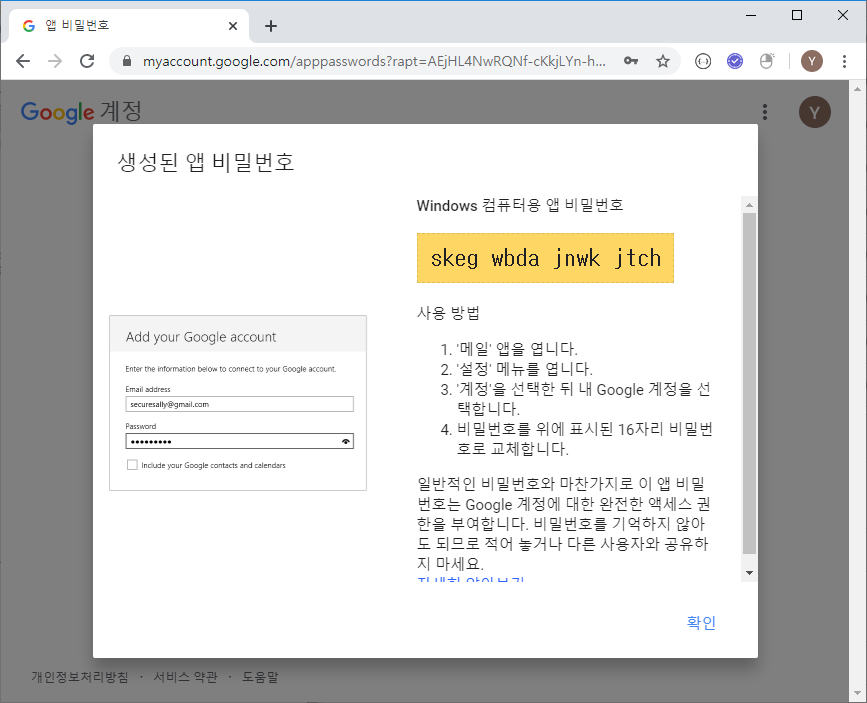 앱 비밀번호
myaccount.google.com/apppasswords?rapt=AEjHL4NwRQNf-cKkjLYn-h...
Y
Google 계정
Y
생성된 앱 비밀번호
Windows 컴퓨터용 앱 비밀번호
skeg wbda jnwk jtch
사용 방법
1. '메일' 앱을 엽니다.
2. '설정' 메뉴를 엽니다.
3. '계정'을 선택한 뒤 내 Google 계정을 선
택합니다.
4. 비밀번호를 위에 표시된 16자리 비밀번
호로 교체합니다.
일반적인 비밀번호와 마찬가지로 이 앱 비밀
번호는 Google 계정에 대한 완전한 액세스 권
한을 부여합니다. 비밀번호를 기억하지 않아
도 되므로 적어 놓거나 다른 사용자와 공유하
지 마세요.
자세히 알아보기
Add your Google account
Enter the information below to connect to your Google account.
Email address
securesally@gmail.com
Password
•••••••••
Include your Google contacts and calendars
확인
개인정보처리방침 · 서비스 약관 · 도움말